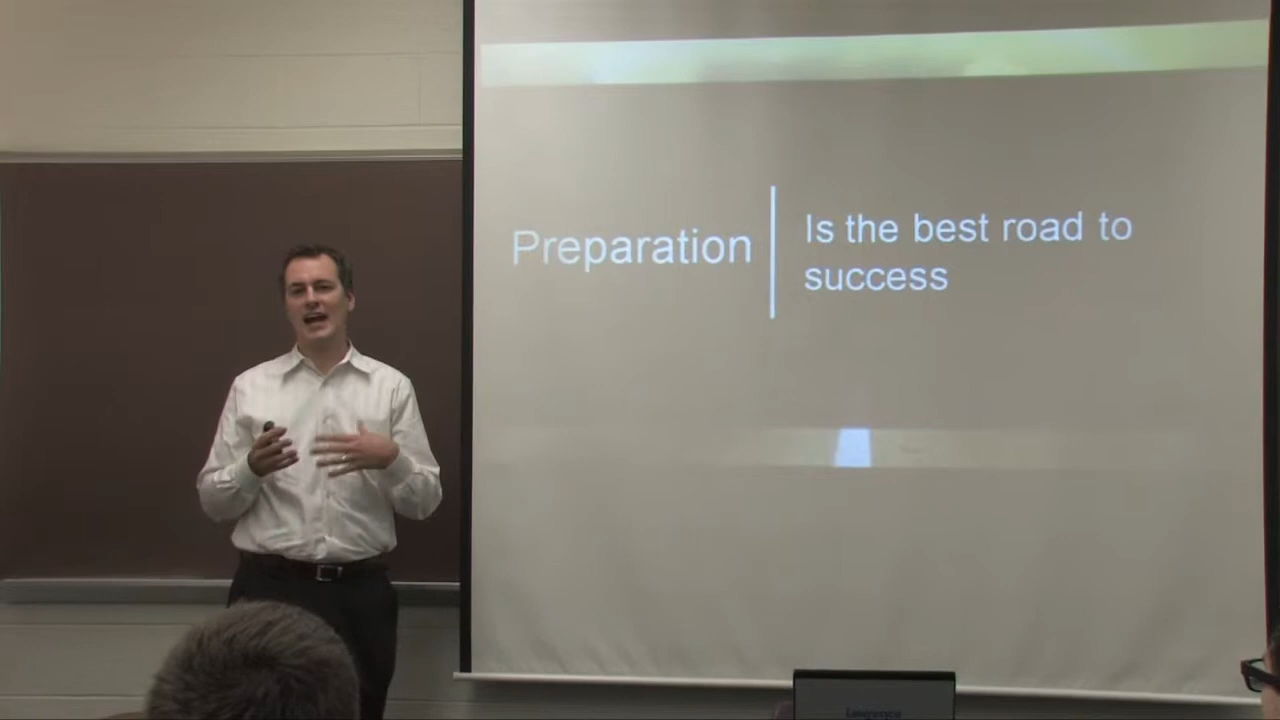 Preparation
Is the best road to
success